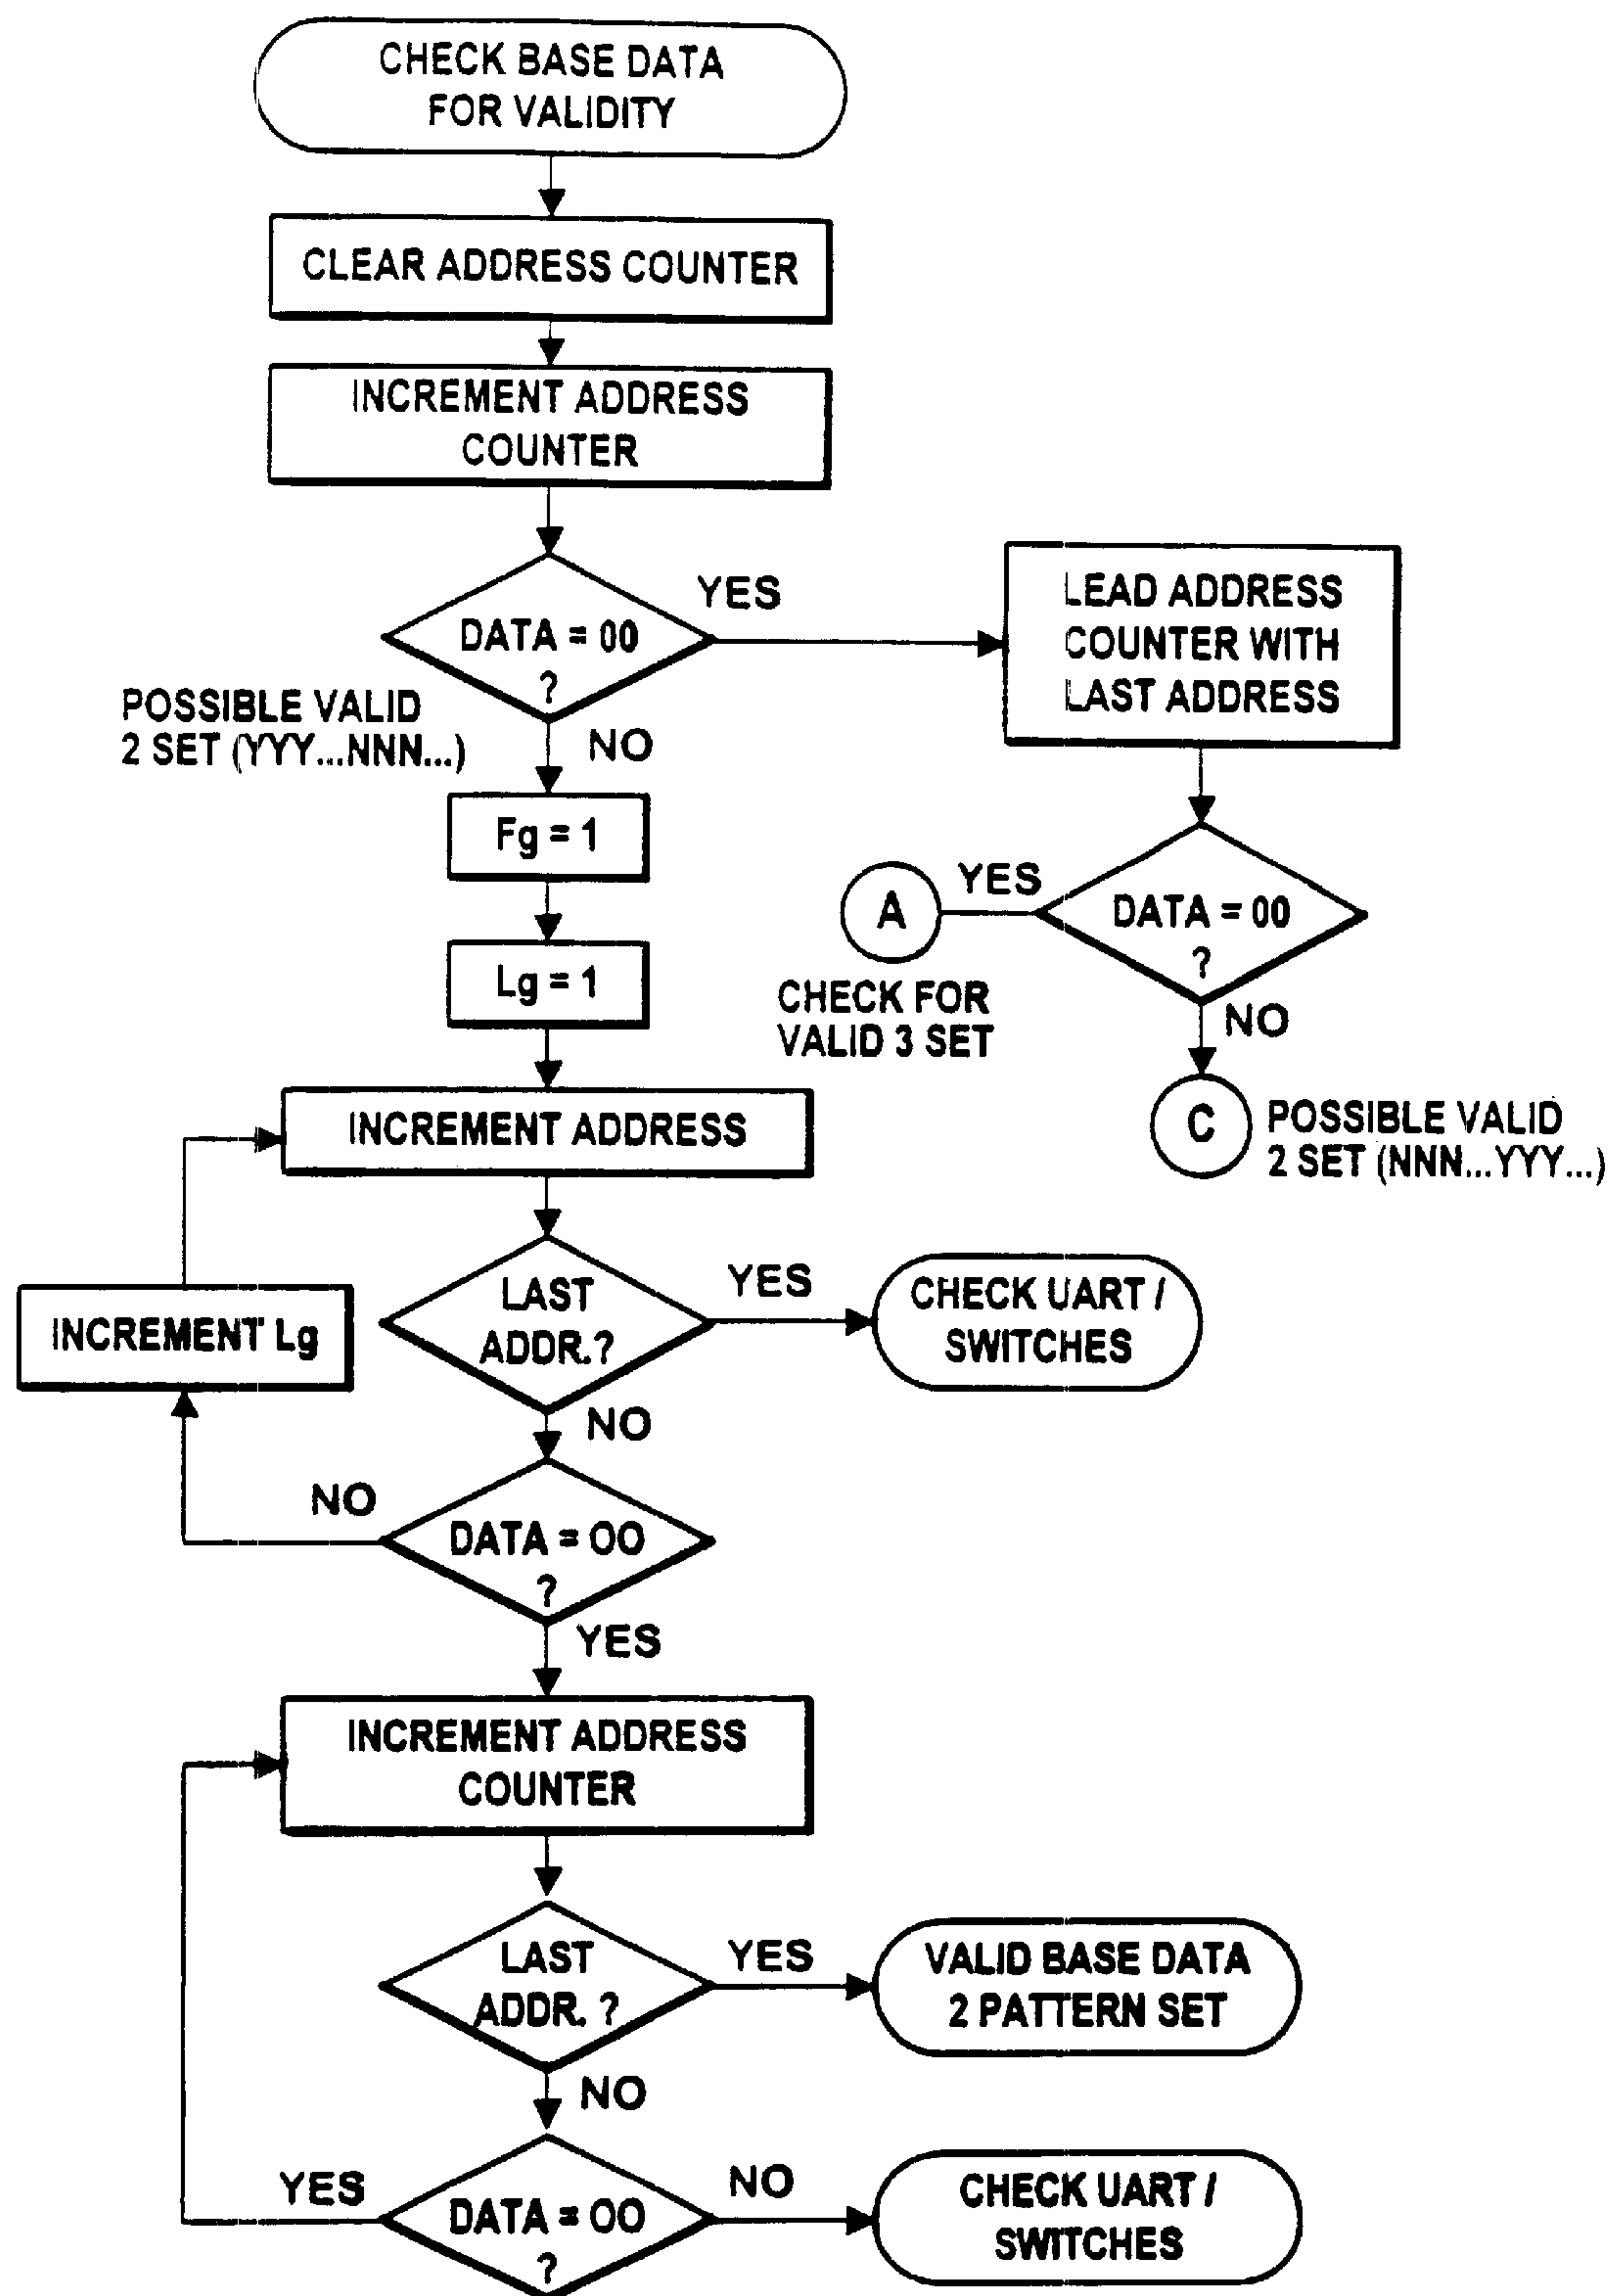 CHECK BASE DATA
FOR VALIDITY
CLEAR ADDRESS COUNTER
INCREMENT ADDRESS
COUNTER
DATA = 00
?
YES
LEAD ADDRESS
COUNTER WITH
LAST ADDRESS
POSSIBLE VALID
2 SET (YYY...NNN...)
NO
Fg = 1
Lg = 1
DATA = 00
?
YES
A
CHECK FOR
VALID 3 SET
NO
C
POSSIBLE VALID
2 SET (NNN...YYY...)
INCREMENT ADDRESS
LAST
ADDR.?
YES
CHECK UART /
SWITCHES
INCREMENT Lg
NO
DATA = OO
?
NO
YES
INCREMENT ADDRESS
COUNTER
LAST
ADDR. ?
YES
VALID BASE DATA
2 PATTERN SET
NO
DATA = OO
?
YES
NO
CHECK UART /
SWITCHES